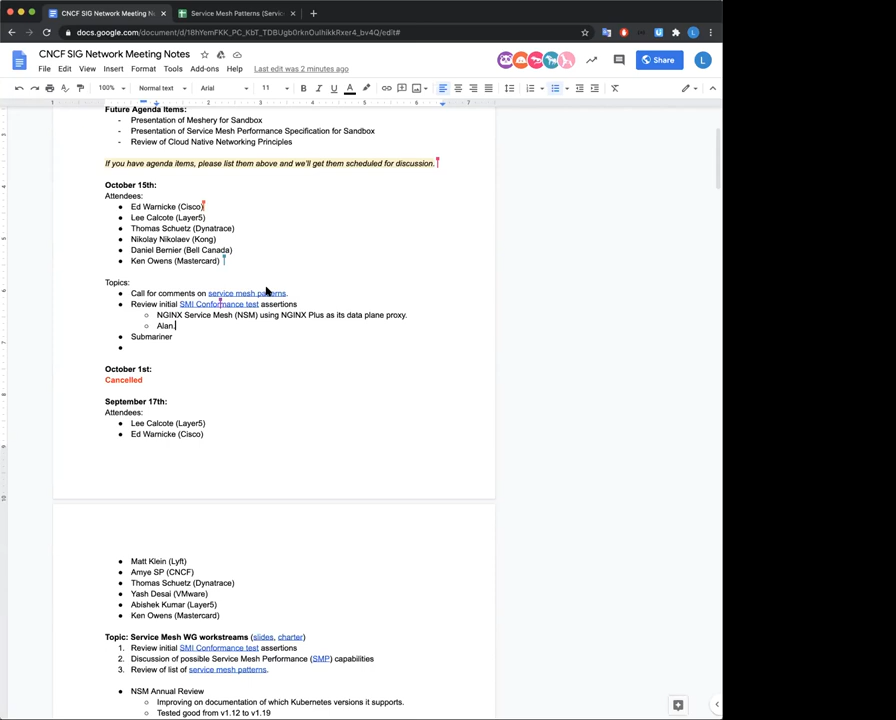 CNCF SIG Network Meeting N
Service Mesh Patterns (Servic
docs.google.com/document/d/18hYemFKK_PC_KbT_TDBUgb0rknOulhikkRxer4_bv4Q/edit#
CNCF SIG Network Meeting Notes
File Edit View Insert Format Tools Add-ons Help Last edit was 2 minutes ago
Share
L
100% Normal text Arial 11 B I U A
1 2 3 4 5 6 7
Future Agenda Items:
- Presentation of Meshery for Sandbox
- Presentation of Service Mesh Performance Specification for Sandbox
- Review of Cloud Native Networking Principles
If you have agenda items, please list them above and we'll get them scheduled for discussion.
October 15th:
Attendees:
● Ed Warnicke (Cisco)
● Lee Calcote (Layer5)
● Thomas Schuetz (Dynatrace)
● Nikolay Nikolaev (Kong)
● Daniel Bernier (Bell Canada)
● Ken Owens (Mastercard)
Topics:
● Call for comments on service mesh patterns.
● Review initial SMI Conformance test assertions
○ NGINX Service Mesh (NSM) using NGINX Plus as its data plane proxy.
○ Alan.
● Submariner
●
October 1st:
Cancelled
September 17th:
Attendees:
● Lee Calcote (Layer5)
● Ed Warnicke (Cisco)
● Matt Klein (Lyft)
● Amye SP (CNCF)
● Thomas Schuetz (Dynatrace)
● Yash Desai (VMware)
● Abishek Kumar (Layer5)
● Ken Owens (Mastercard)
Topic: Service Mesh WG workstreams (slides, charter)
1. Review initial SMI Conformance test assertions
2. Discussion of possible Service Mesh Performance (SMP) capabilities
3. Review of list of service mesh patterns.
● NSM Annual Review
○ Improving on documentation of which Kubernetes versions it supports.
○ Tested good from v1.12 to v1.19